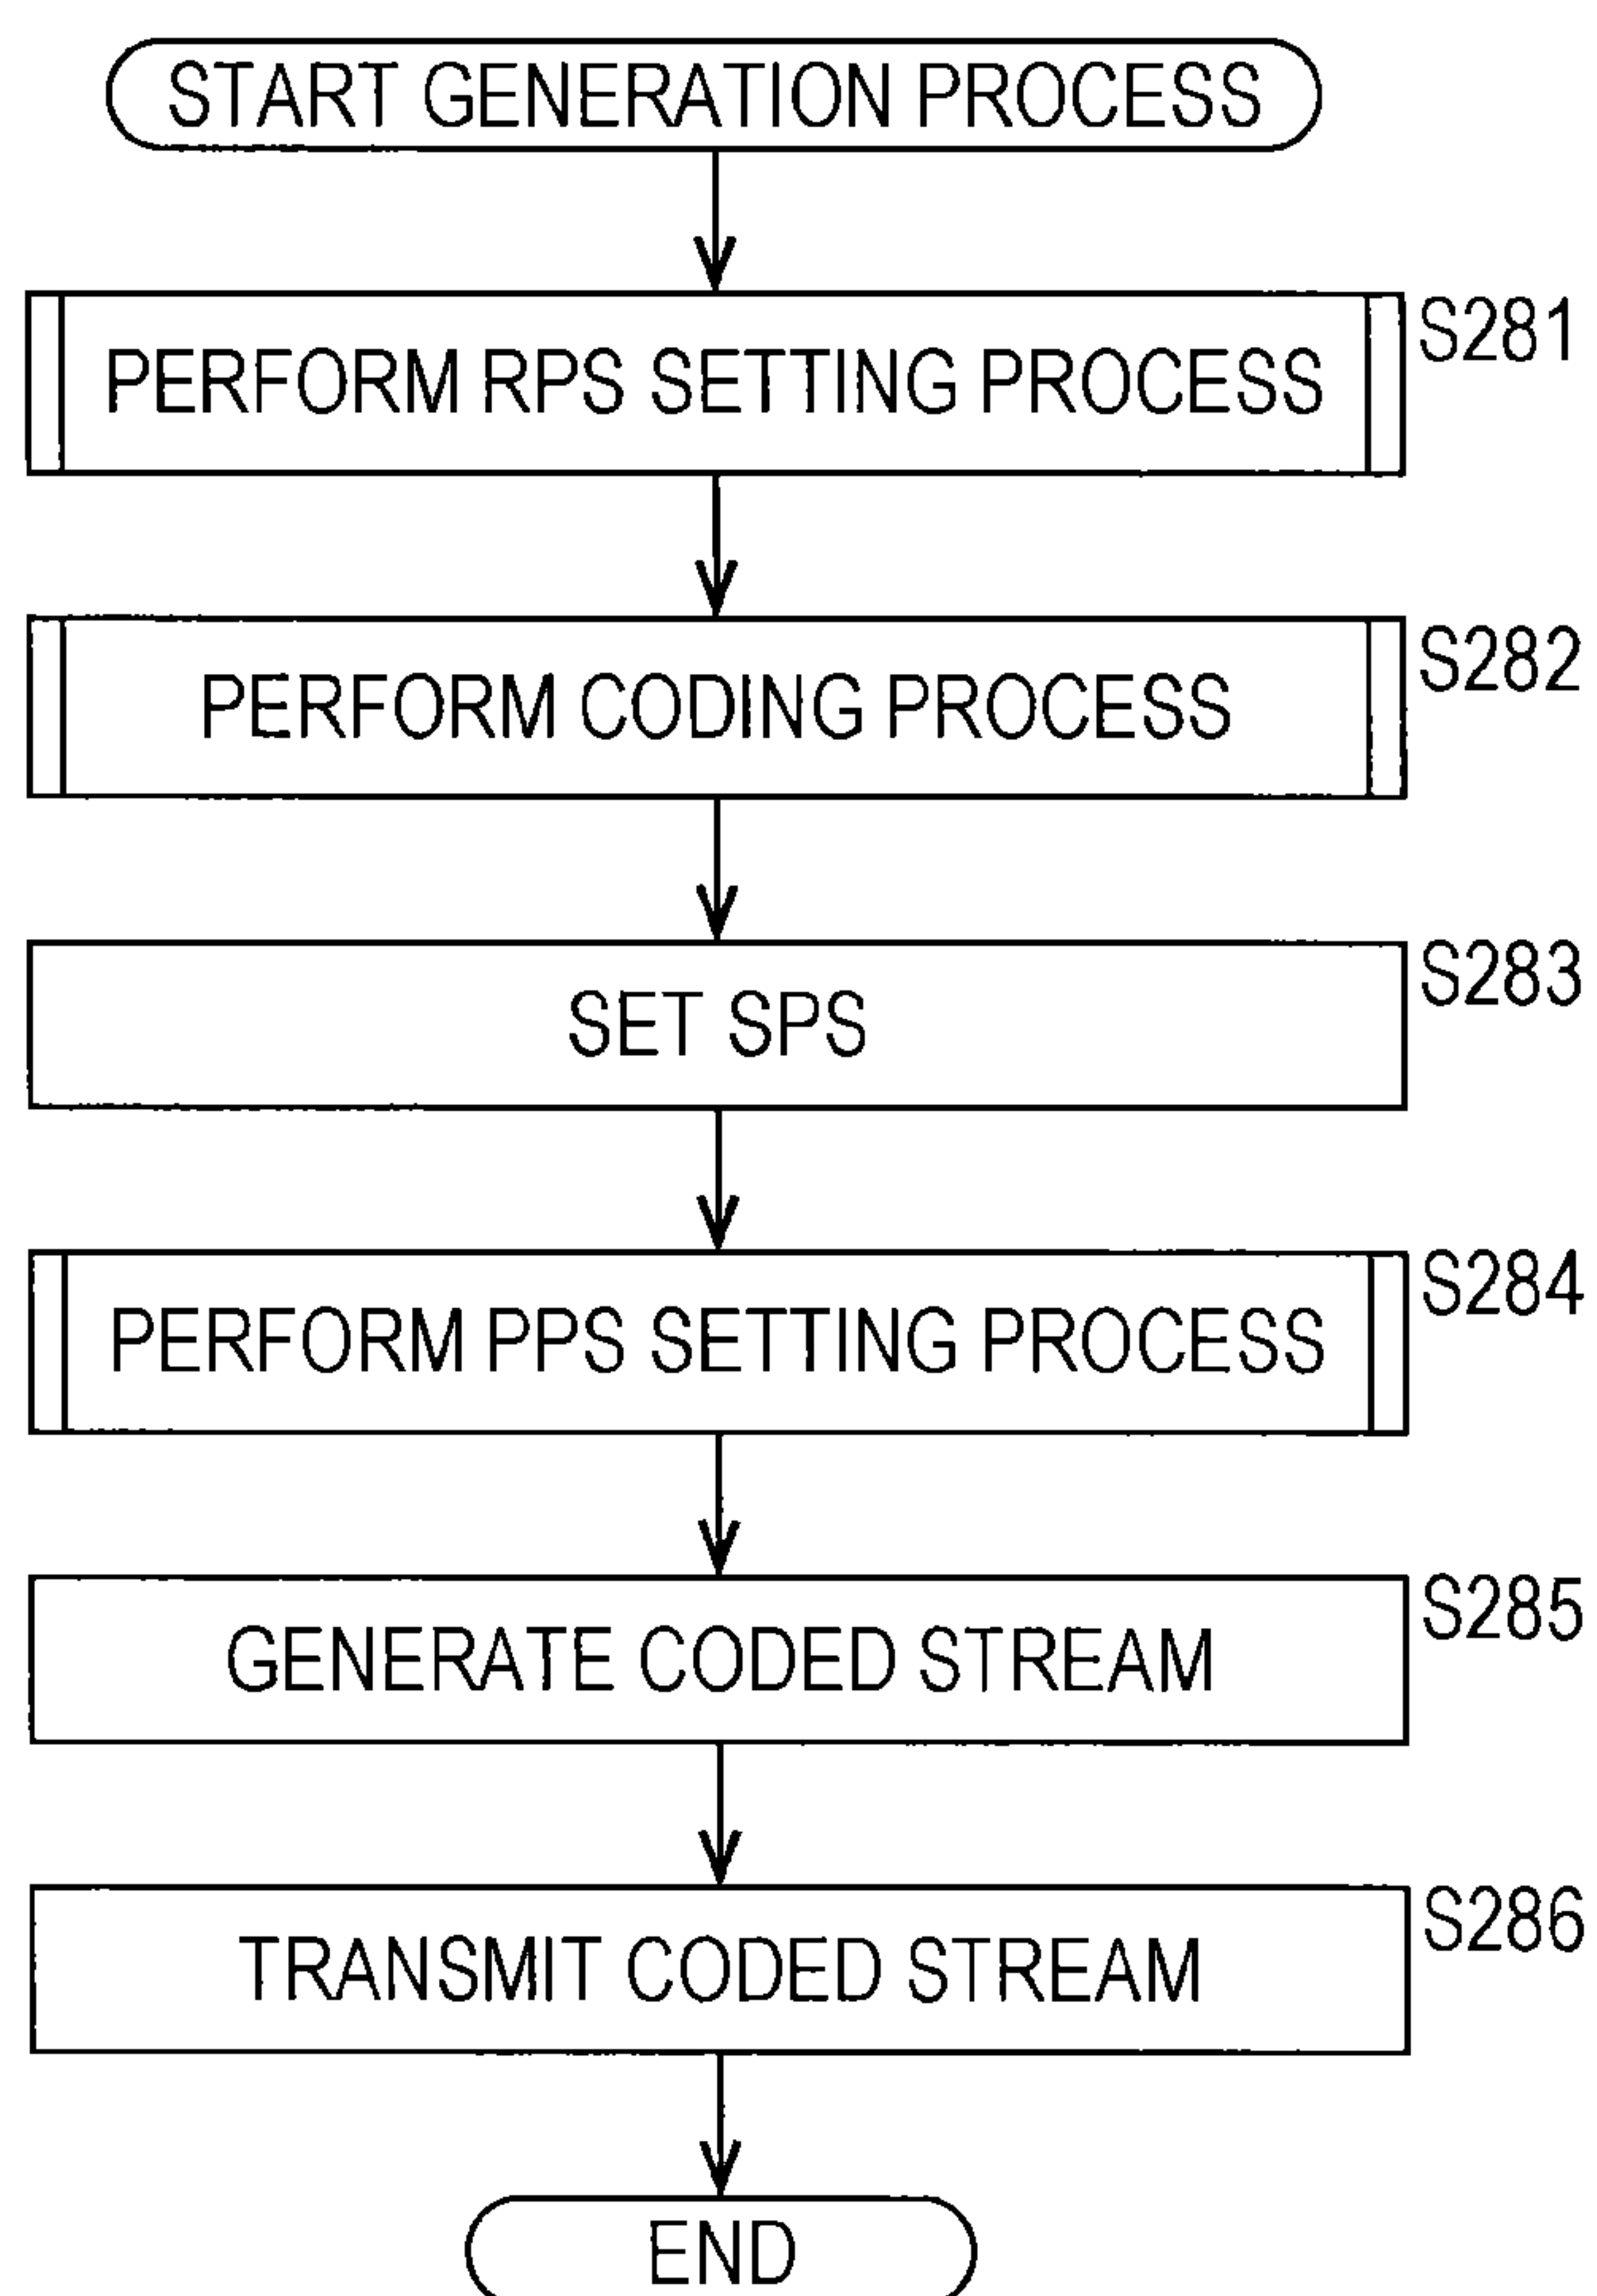 START GENERATION PROCESS
S281
PERFORM RPS SETTING PROCESS
S282
PERFORM CODING PROCESS
S283
SET SPS
S284
PERFORM PPS SETTING PROCESS
S285
GENERATE CODED STREAM
S286
TRANSMIT CODED STREAM
END